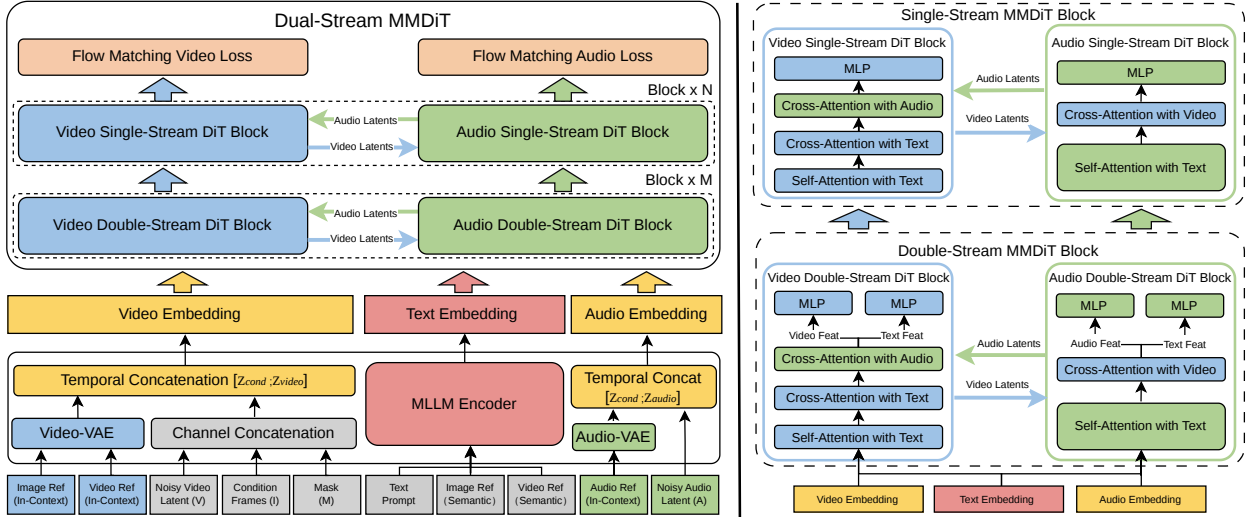 Dual-Stream MMDiT
Flow Matching Video Loss
Flow Matching Audio Loss
Block x N
Video Single-Stream DiT Block
Audio Latents
Video Latents
Audio Single-Stream DiT Block
Block x M
Video Double-Stream DiT Block
Audio Latents
Video Latents
Audio Double-Stream DiT Block
Video Embedding
Text Embedding
Audio Embedding
Temporal Concatenation [Zcond ;Zvideo]
MLLM Encoder
Temporal Concat
[Zcond ;Zaudio]
Video-VAE
Channel Concatenation
Audio-VAE
Image Ref
(In-Context)
Video Ref
(In-Context)
Noisy Video
Latent (V)
Condition
Frames (I)
Mask
(M)
Text
Prompt
Image Ref
（Semantic）
Video Ref
（Semantic）
Audio Ref
(In-Context)
Noisy Audio
Latent (A)
Single-Stream MMDiT Block
Video Single-Stream DiT Block
MLP
Cross-Attention with Audio
Cross-Attention with Text
Self-Attention with Text
Audio Latents
Video Latents
Audio Single-Stream DiT Block
MLP
Cross-Attention with Video
Self-Attention with Text
Double-Stream MMDiT Block
Video Double-Stream DiT Block
MLP
MLP
Video Feat
Text Feat
Cross-Attention with Audio
Cross-Attention with Text
Self-Attention with Text
Audio Latents
Video Latents
Audio Double-Stream DiT Block
MLP
MLP
Audio Feat
Text Feat
Cross-Attention with Video
Self-Attention with Text
Video Embedding
Text Embedding
Audio Embedding